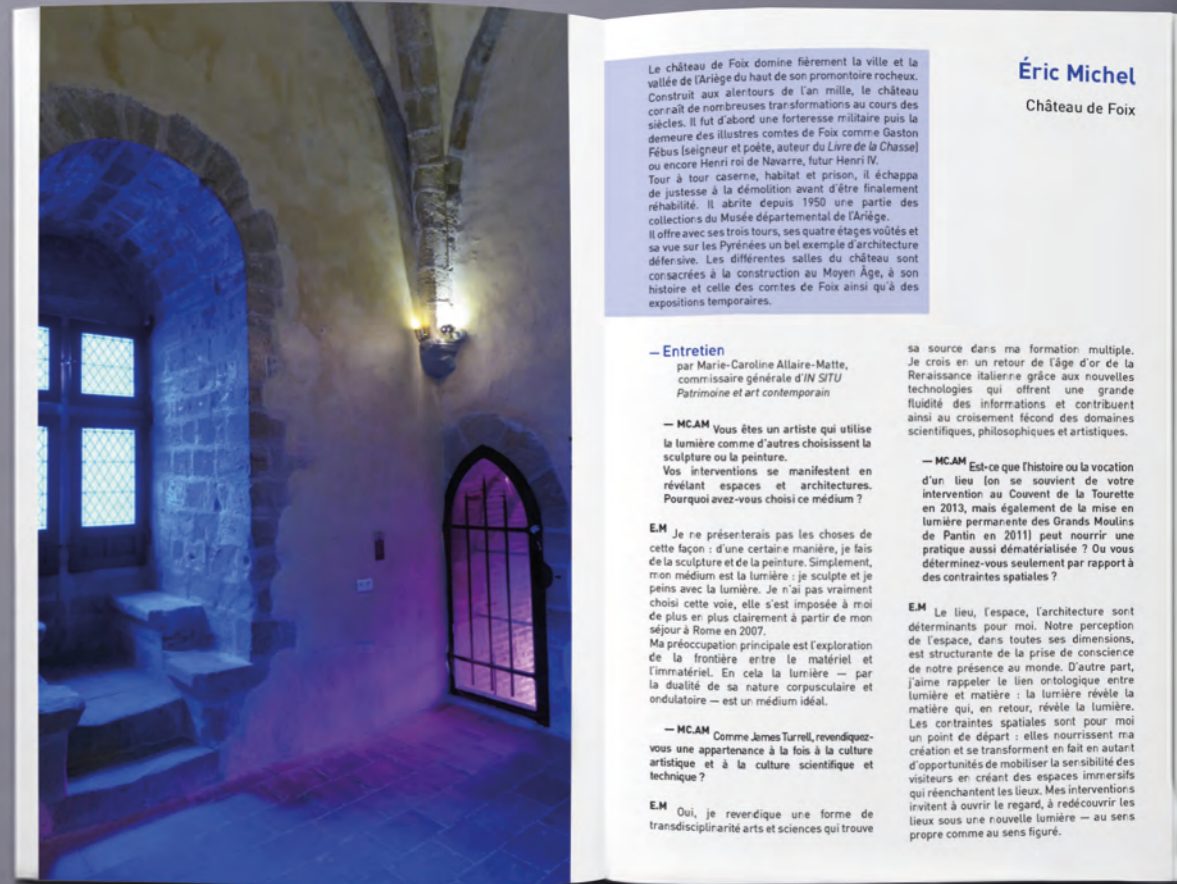 Le château de Foix domine fièrement la ville et la
vallée de l'Ariège du haut de son promontoire rocheux.
Construit aux alentours de l'an mille, le château
connaît de nombreuses transformations au cours des
siècles. Il fut d'abord une forteresse militaire puis la
demeure des illustres comtes de Foix comme Gaston
Fébus (seigneur et poète, auteur du Livre de la Chasse)
ou encore Henri roi de Navarre, futur Henri IV.
Tour à tour caserne, habitat et prison, il échappa
de justesse à la démolition avant d'être finalement
réhabilité. Il abrite depuis 1950 une partie des
collections du Musée départemental de l'Ariège.
Il offre avec ses trois tours, ses quatre étages voûtés et
sa vue sur les Pyrénées un bel exemple d'architecture
défensive. Les différentes salles du château sont
consacrées à la construction au Moyen Âge, à son
histoire et celle des comtes de Foix ainsi qu'à des
expositions temporaires.
Éric Michel
Château de Foix
— Entretien
par Marie-Caroline Allaire-Matte,
commissaire générale d'IN SITU
Patrimoine et art contemporain
— MC.AM Vous êtes un artiste qui utilise
la lumière comme d'autres choisissent la
sculpture ou la peinture.
Vos interventions se manifestent en
révélant espaces et architectures.
Pourquoi avez-vous choisi ce médium ?
E.M Je ne présenterais pas les choses de
cette façon : d'une certaine manière, je fais
de la sculpture et de la peinture. Simplement,
mon médium est la lumière : je sculpte et je
peins avec la lumière. Je n'ai pas vraiment
choisi cette voie, elle s'est imposée à moi
de plus en plus clairement à partir de mon
séjour à Rome en 2007.
Ma préoccupation principale est l'exploration
de la frontière entre le matériel et
l'immatériel. En cela la lumière — par
la dualité de sa nature corpusculaire et
ondulatoire — est un médium idéal.
— MC.AM Comme James Turrell, revendiquez-
vous une appartenance à la fois à la culture
artistique et à la culture scientifique et
technique ?
E.M Oui, je revendique une forme de
transdisciplinarité arts et sciences qui trouve
sa source dans ma formation multiple.
Je crois en un retour de l'âge d'or de la
Renaissance italienne grâce aux nouvelles
technologies qui offrent une grande
fluidité des informations et contribuent
ainsi au croisement fécond des domaines
scientifiques, philosophiques et artistiques.
— MC.AM Est-ce que l'histoire ou la vocation
d'un lieu (on se souvient de votre
intervention au Couvent de la Tourette
en 2013, mais également de la mise en
lumière permanente des Grands Moulins
de Pantin en 2011) peut nourrir une
pratique aussi dématérialisée ? Ou vous
déterminez-vous seulement par rapport à
des contraintes spatiales ?
E.M Le lieu, l'espace, l'architecture sont
déterminants pour moi. Notre perception
de l'espace, dans toutes ses dimensions,
est structurante de la prise de conscience
de notre présence au monde. D'autre part,
j'aime rappeler le lien ontologique entre
lumière et matière : la lumière révèle la
matière qui, en retour, révèle la lumière.
Les contraintes spatiales sont pour moi
un point de départ : elles nourrissent ma
création et se transforment en fait en autant
d'opportunités de mobiliser la sensibilité des
visiteurs en créant des espaces immersifs
qui réenchantent les lieux. Mes interventions
invitent à ouvrir le regard, à redécouvrir les
lieux sous une nouvelle lumière — au sens
propre comme au sens figuré.